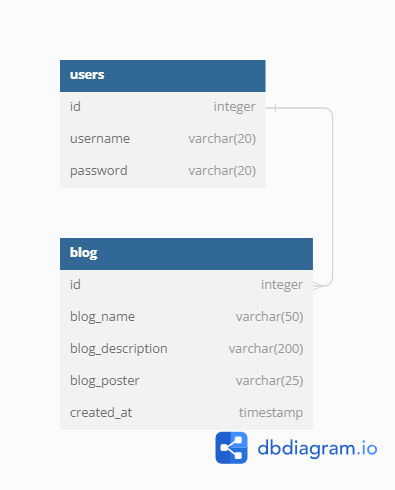 users
id integer
username varchar(20)
password varchar(20)
blog
id integer
blog_name varchar(50)
blog_description varchar(200)
blog_poster varchar(25)
created_at timestamp
dbdiagram.io